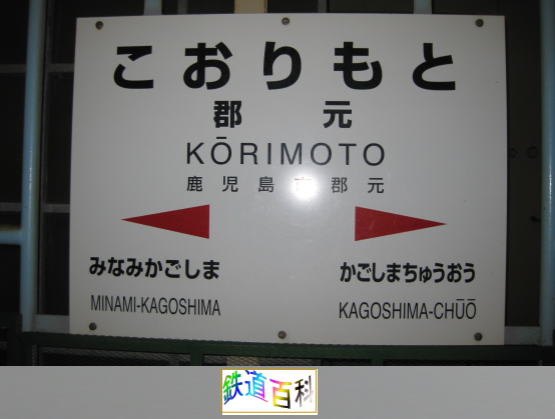 こおりもと
郡元
KŌRIMOTO
鹿児島市郡元
みなみかごしま かごしまちゅうおう
MINAMI-KAGOSHIMA KAGOSHIMA-CHŪŌ
鉄道百科